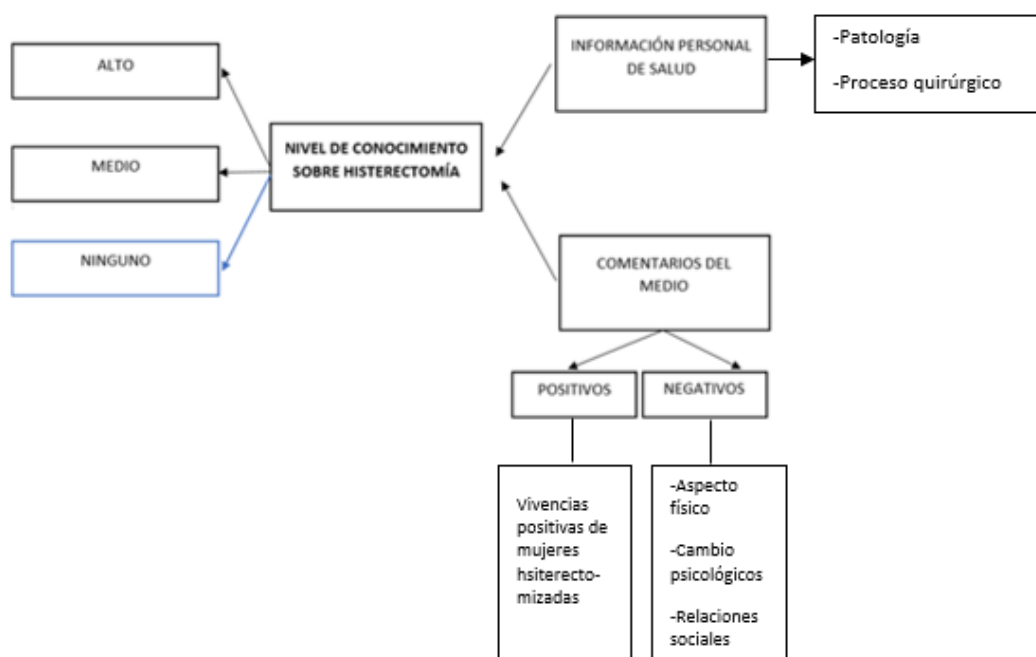 ALTO
MEDIO
NINGUNO
NIVEL DE CONOCIMIENTO
SOBRE HISTERECTOMÍA
INFORMACIÓN PERSONAL
DE SALUD
-Patología
-Proceso quirúrgico
COMENTARIOS DEL
MEDIO
POSITIVOS
NEGATIVOS
Vivencias
positivas de
mujeres
hsiterecto-
mizadas
-Aspecto
físico
-Cambio
psicológicos
-Relaciones
sociales